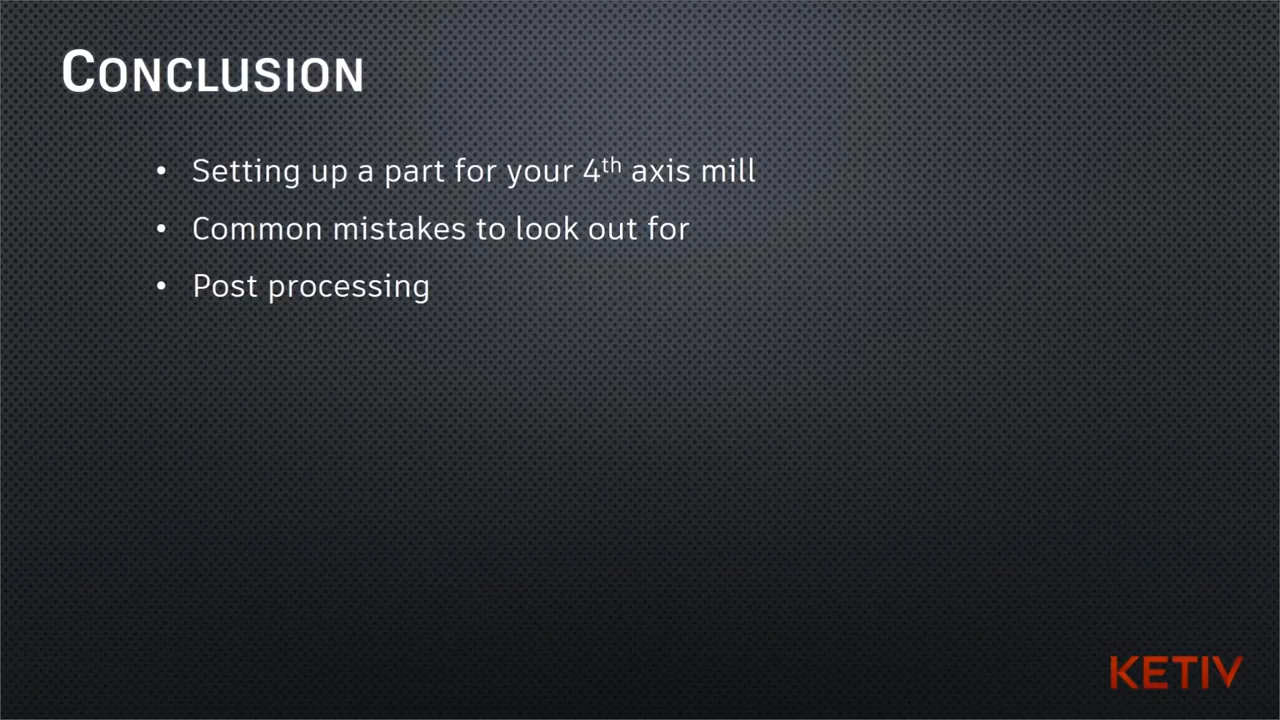 Conclusion
• Setting up a part for your 4th axis mill
• Common mistakes to look out for
• Post processing
KETIV